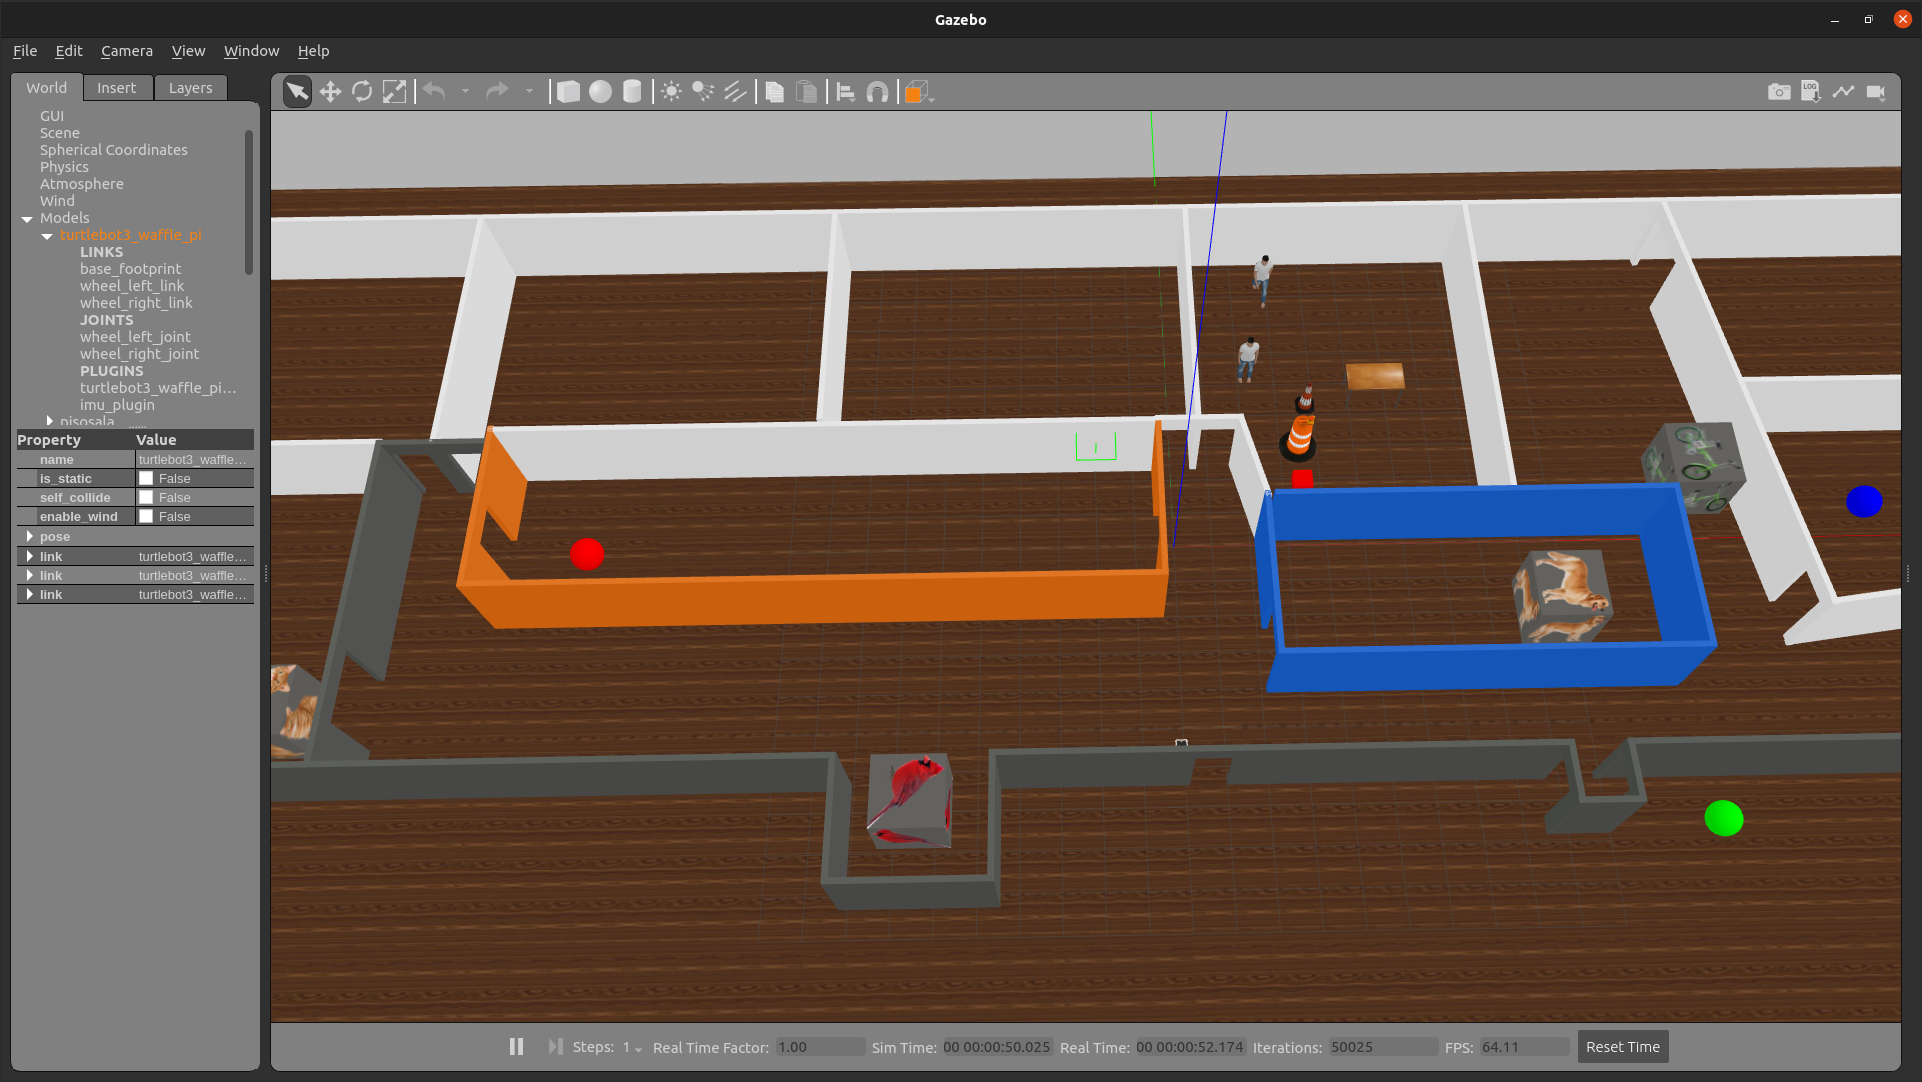 Gazebo
File Edit Camera View Window Help
World Insert Layers
LOG
GUI
Scene
Spherical Coordinates
Physics
Atmosphere
Wind
Models
turtlebot3_waffle_pi
LINKS
base_footprint
wheel_left_link
wheel_right_link
JOINTS
wheel_left_joint
wheel_right_joint
PLUGINS
turtlebot3_waffle_pi...
imu_plugin
pisosala
Property Value
name turtlebot3_waffle...
is_static False
self_collide False
enable_wind False
pose
link turtlebot3_waffle...
link turtlebot3_waffle...
link turtlebot3_waffle...
Steps: 1 Real Time Factor: 1.00 Sim Time: 00 00:00:50.025 Real Time: 00 00:00:52.174 Iterations: 50025 FPS: 64.11 Reset Time